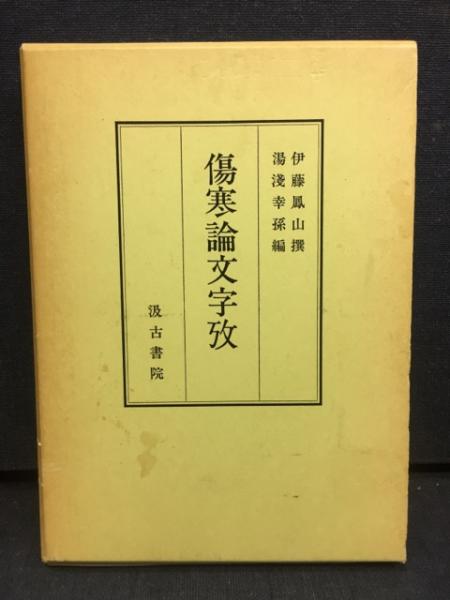 伊藤鳳山撰
湯淺幸孫編
傷寒論文字攷
汲古書院